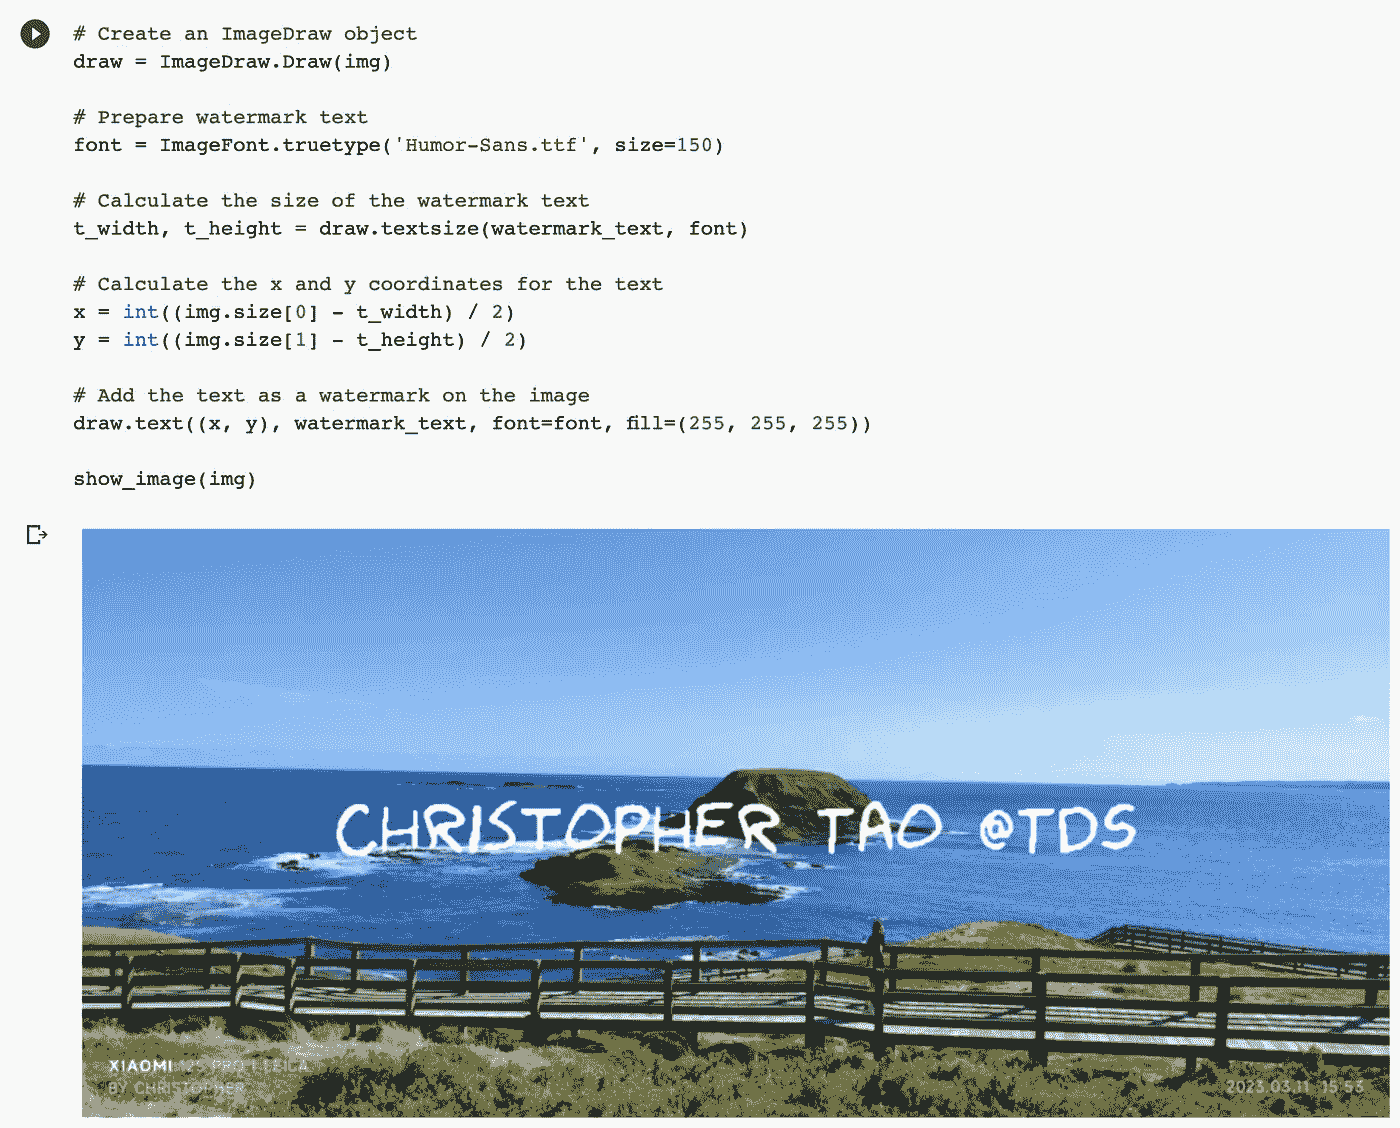 # Create an ImageDraw object
draw = ImageDraw.Draw(img)
# Prepare watermark text
font = ImageFont.truetype('Humor-Sans.ttf', size=150)
# Calculate the size of the watermark text
t_width, t_height = draw.textsize(watermark_text, font)
# Calculate the x and y coordinates for the text
x = int((img.size[0] - t_width) / 2)
y = int((img.size[1] - t_height) / 2)
# Add the text as a watermark on the image
draw.text((x, y), watermark_text, font=font, fill=(255, 255, 255))
show_image(img)
CHRISTOPHER TAO @TDS
XIAOMI 12S PRO | LEICA
BY CHRISTOPHER
2023.03.11 15:53